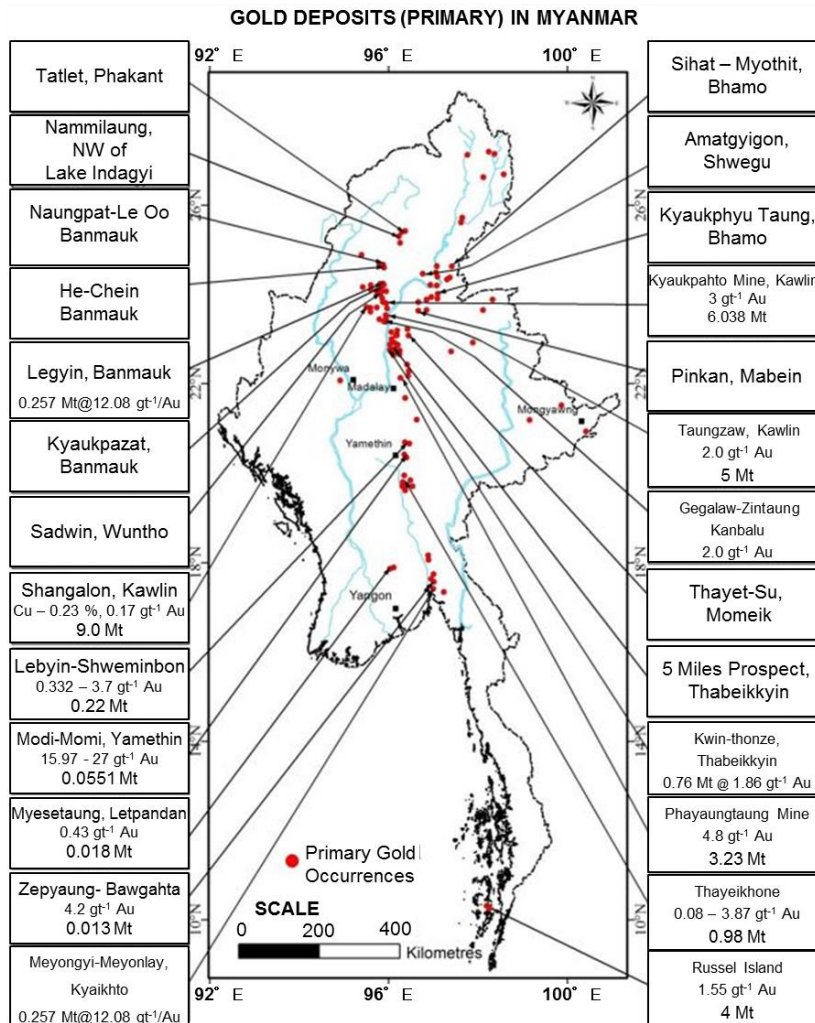 GOLD DEPOSITS (PRIMARY) IN MYANMAR
92° E
96° E
100° E
Tatlet, Phakant
Nammilaung,
NW of
Lake Indagyi
Naungpat-Le Oo
Banmauk
He-Chein
Banmauk
Legyin, Banmauk
0.257 Mt@12.08 gt-1/Au
Kyaukpazat,
Banmauk
Sadwin, Wuntho
Shangalon, Kawlin
Cu – 0.23 %, 0.17 gt-1 Au
9.0 Mt
Lebyin-Shweminbon
0.332 – 3.7 gt-1 Au
0.22 Mt
Modi-Momi, Yamethin
15.97 - 27 gt-1 Au
0.0551 Mt
Myesetaung, Letpandan
0.43 gt-1 Au
0.018 Mt
Zepyaung- Bawgahta
4.2 gt-1 Au
0.013 Mt
Meyongyi-Meyonlay,
Kyaikhto
0.257 Mt@12.08 gt-1/Au
26°N
22°N
18°N
14°N
10°N
Monywa
Madalay
Mongyawng
Yamethin
Yangon
Primary Gold
Occurrences
SCALE
0 200 400
Kilometres
26°N
22°N
18°N
14°N
10°N
Sihat – Myothit,
Bhamo
Amatgyigon,
Shwegu
Kyaukphyu Taung,
Bhamo
Kyaukpahto Mine, Kawlin
3 gt-1 Au
6.038 Mt
Pinkan, Mabein
Taungzaw, Kawlin
2.0 gt-1 Au
5 Mt
Gegalaw-Zintaung
Kanbalu
2.0 gt-1 Au
Thayet-Su,
Momeik
5 Miles Prospect,
Thabeikkyin
Kwin-thonze,
Thabeikkyin
0.76 Mt @ 1.86 gt-1 Au
Phayaungtaung Mine
4.8 gt-1 Au
3.23 Mt
Thayeikhone
0.08 – 3.87 gt-1 Au
0.98 Mt
Russel Island
1.55 gt-1 Au
4 Mt
92° E
96° E
100° E